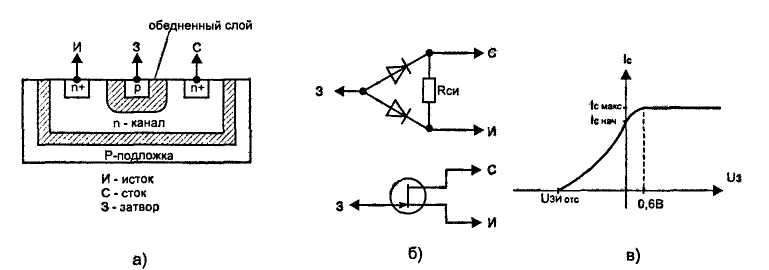 обедненный слой
И З С
n+ p n+
n - канал
Р-подложка
И - исток
С - сток
З - затвор
а)
С
З
Rси
И
С
З
И
б)
Iс
Iс макс
Iс нач
Uз
Uзи отс
0,6В
в)